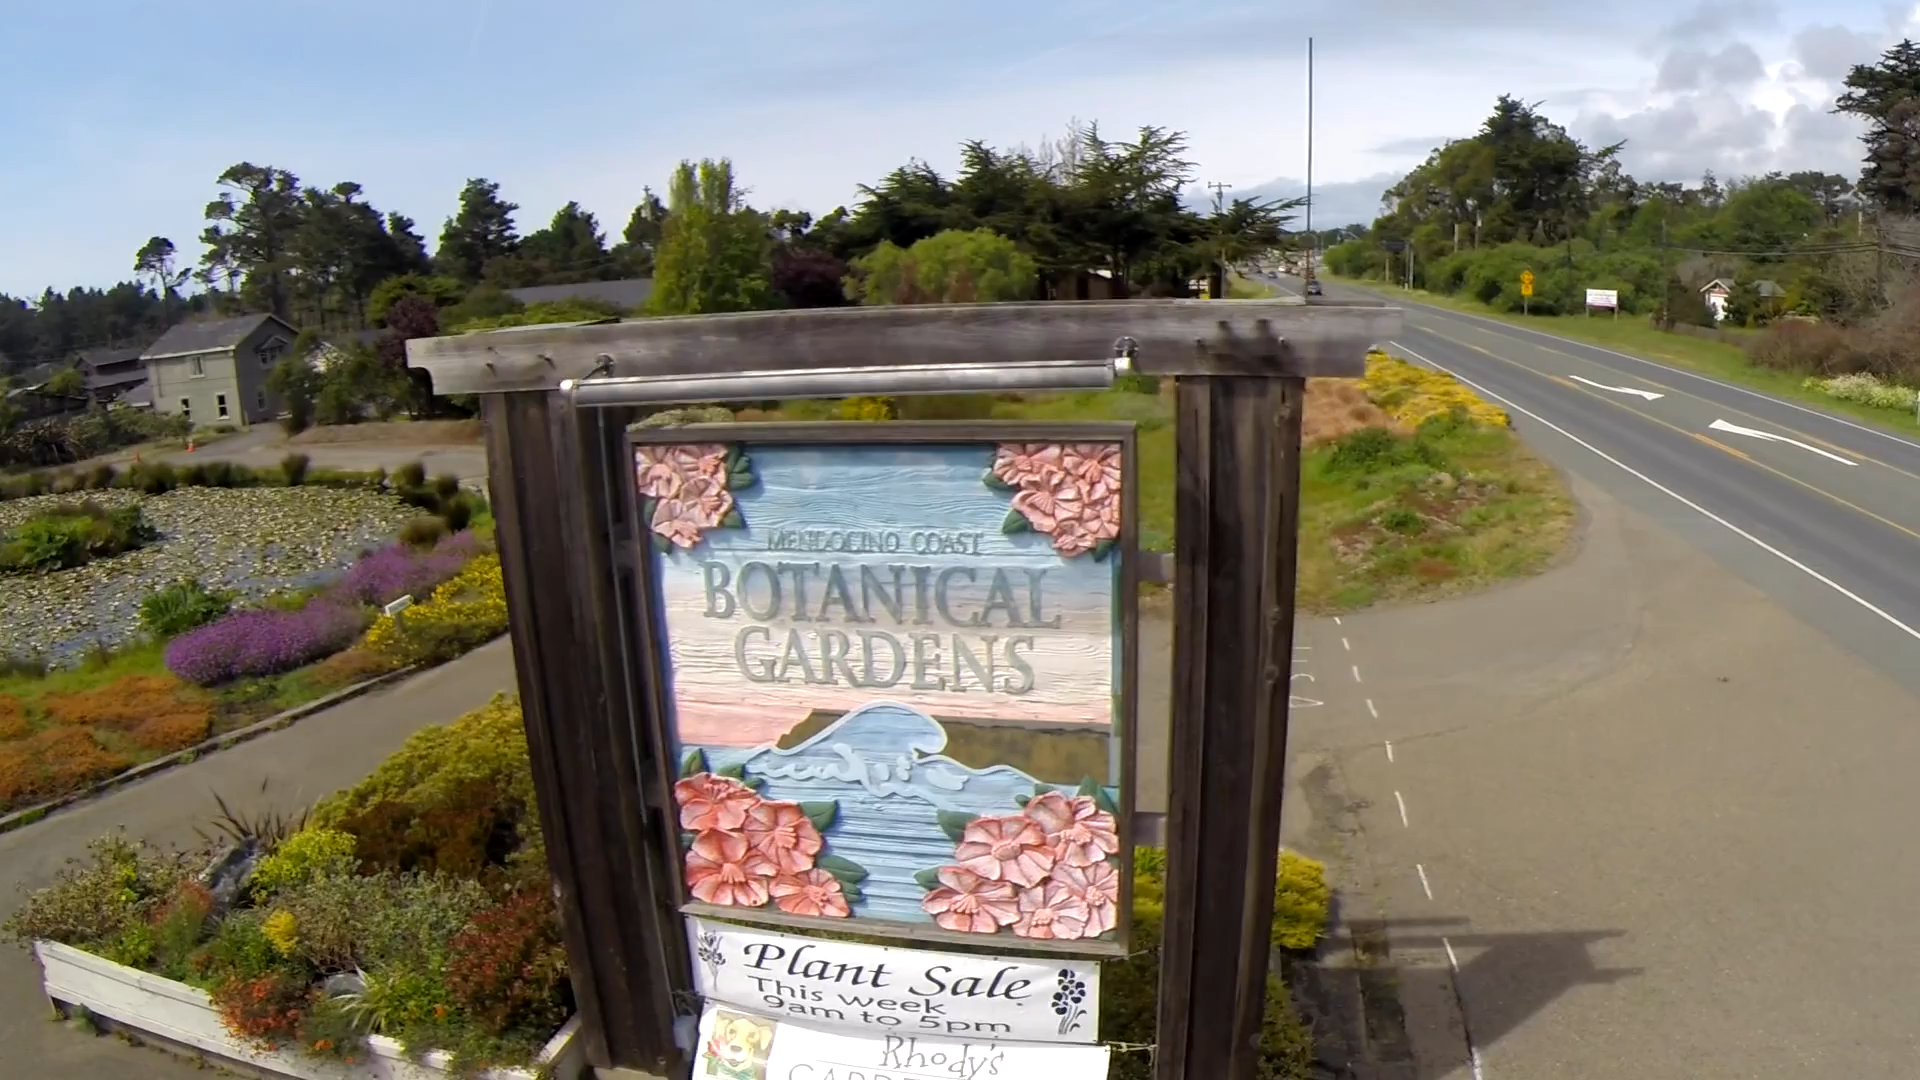 MENDOCINO COAST
BOTANICAL
GARDENS
Plant Sale
This week
9am to 5pm
Rhody's